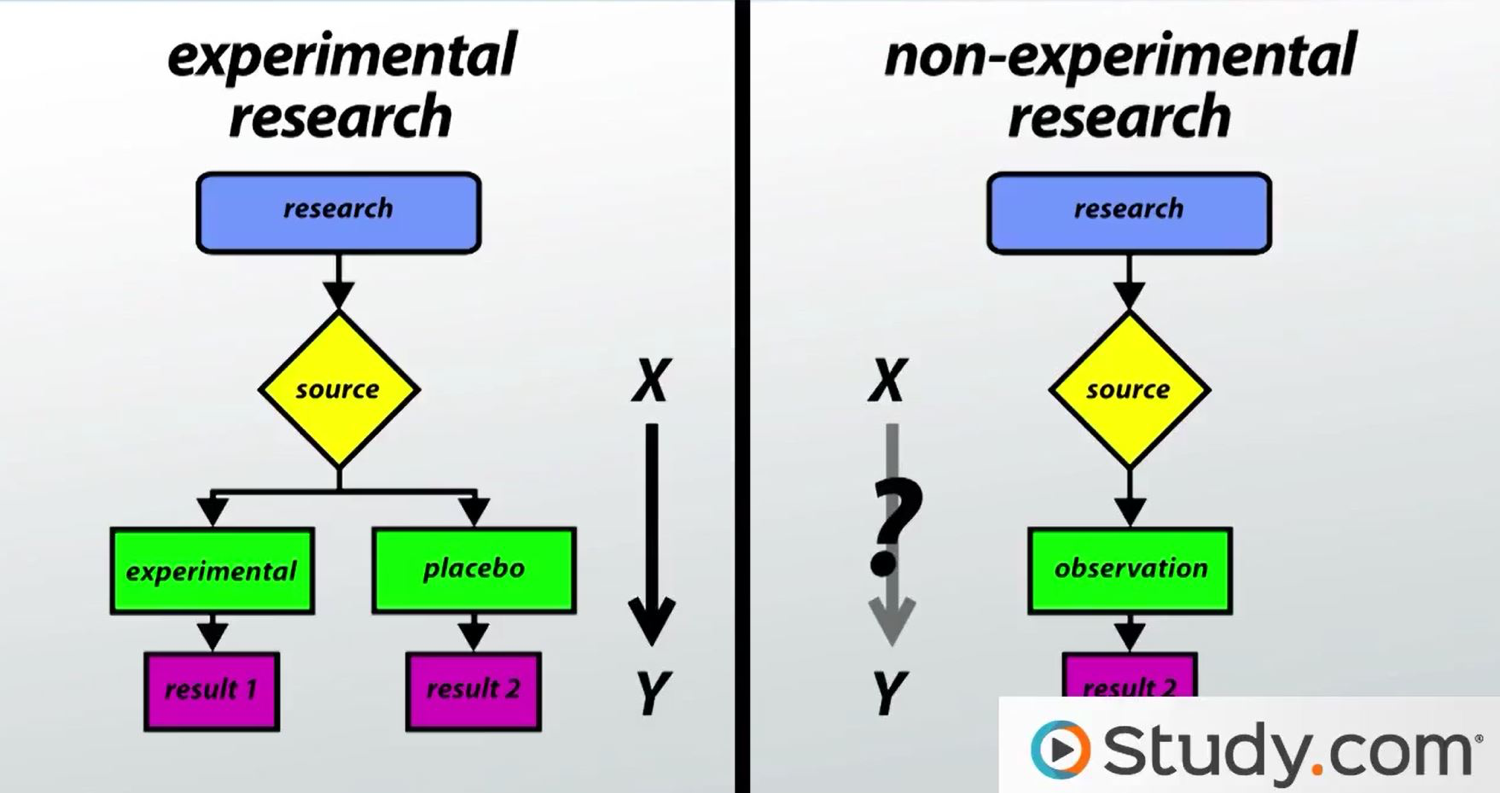 experimental
research
research
source
experimental
placebo
result 1
result 2
X
Y
non-experimental
research
research
X
source
?
observation
Y
result 2
Study.com®